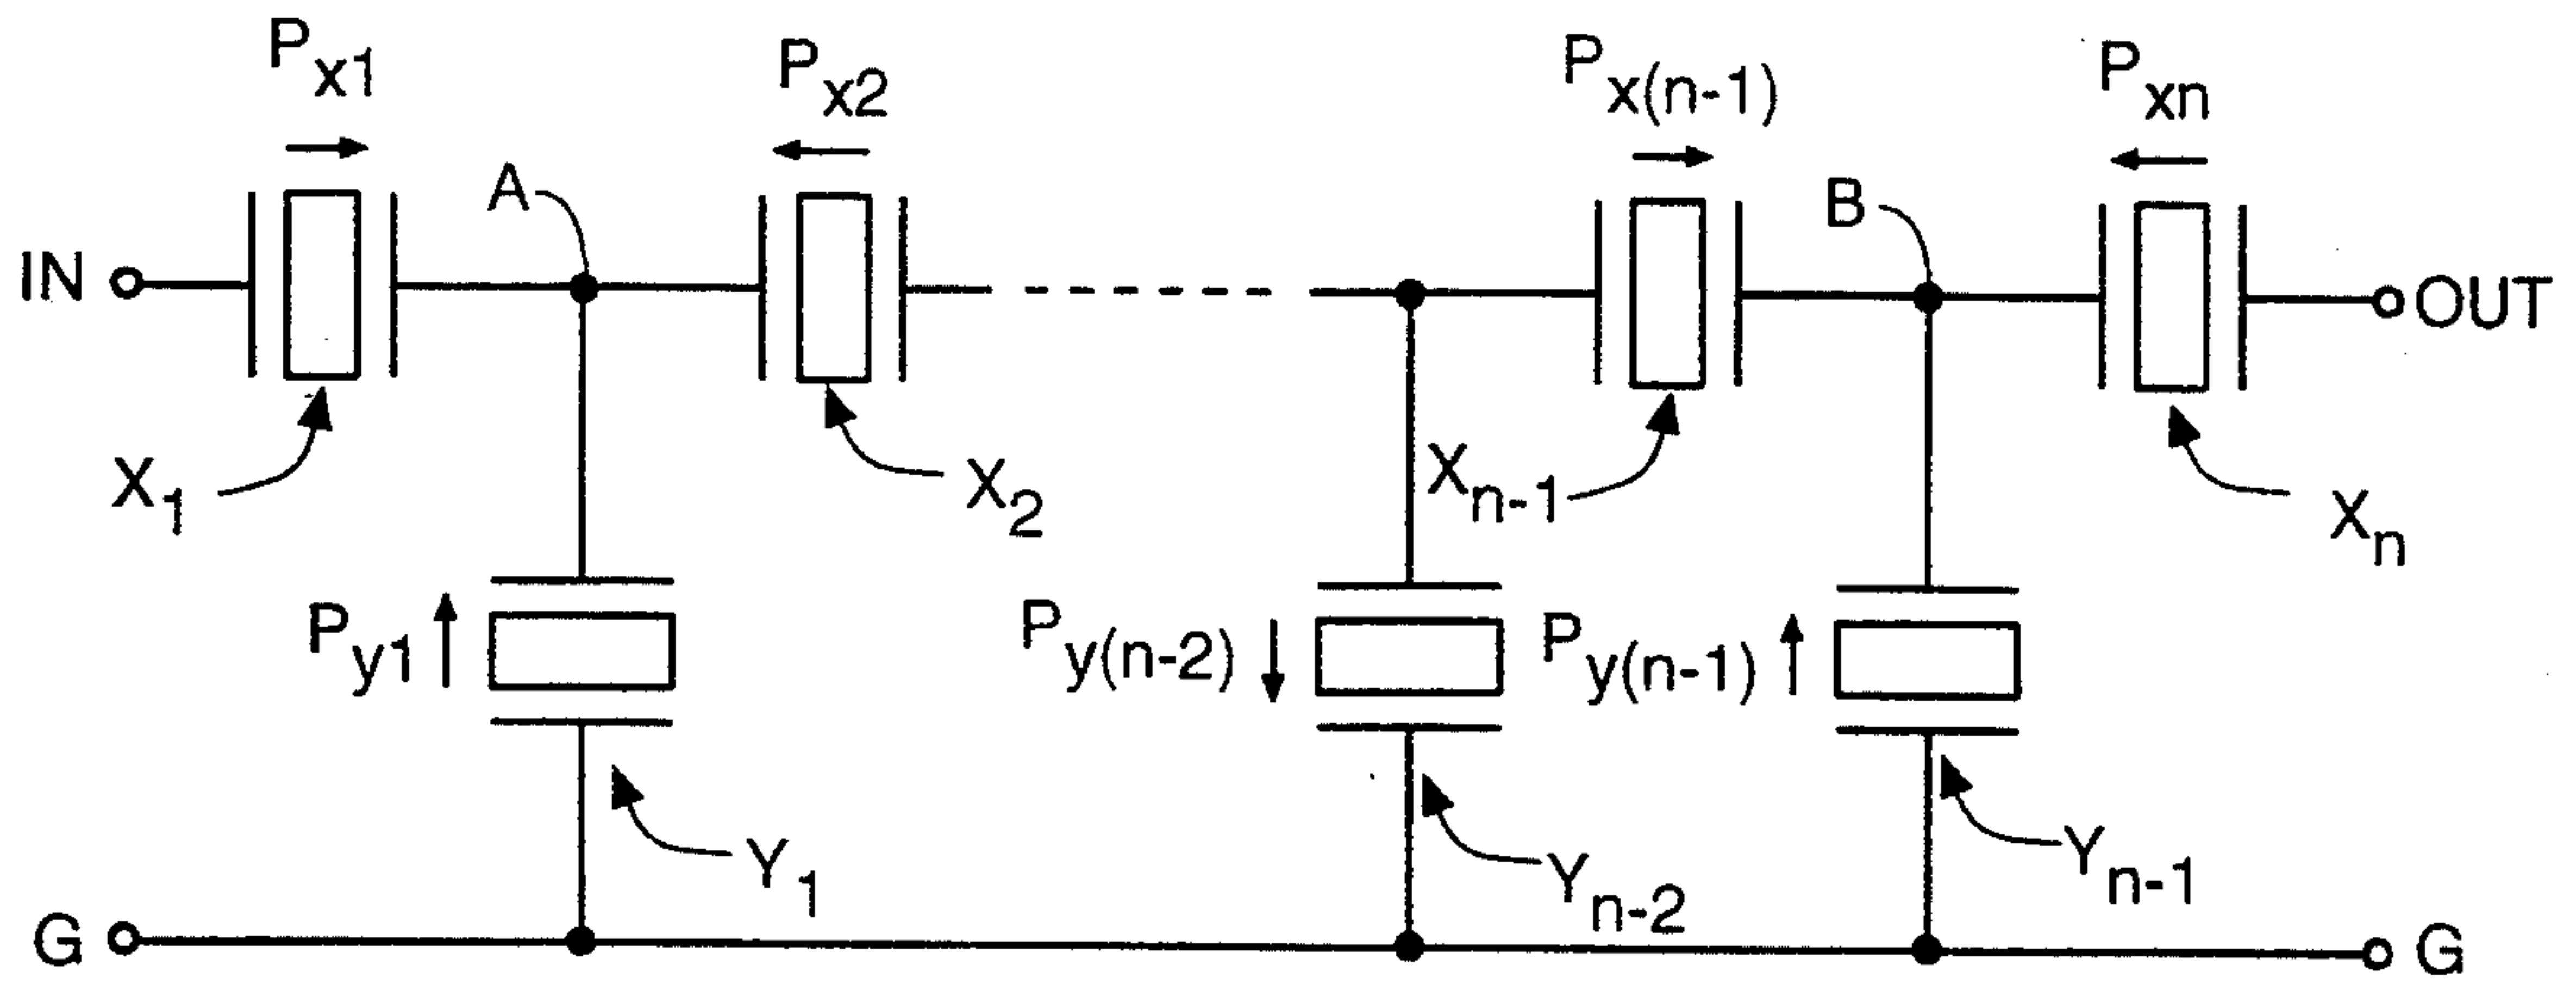 Px1
Px2
Px(n-1)
Pxn
A
B
IN
OUT
X1
X2
Xn-1
Xn
Py1
Py(n-2)
Py(n-1)
Y1
Yn-2
Yn-1
G
G